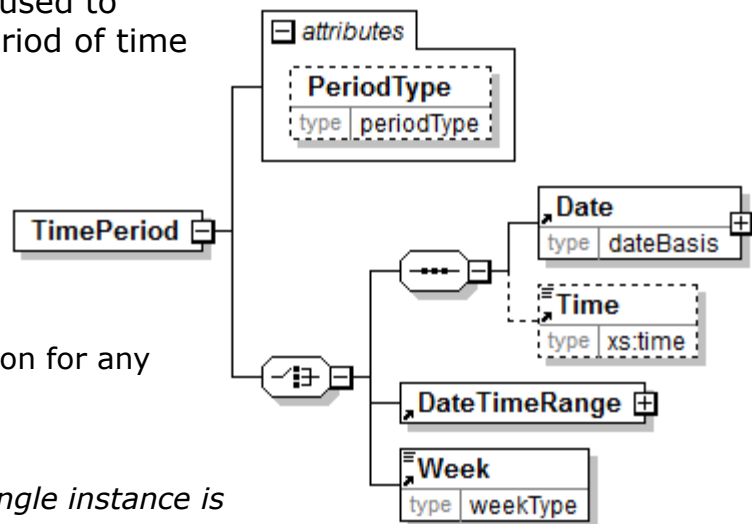 used to
riod of time
attributes
PeriodType
type periodType
TimePeriod
Date
type dateBasis
Time
type xs:time
on for any
DateTimeRange
Week
type weekType
ngle instance is